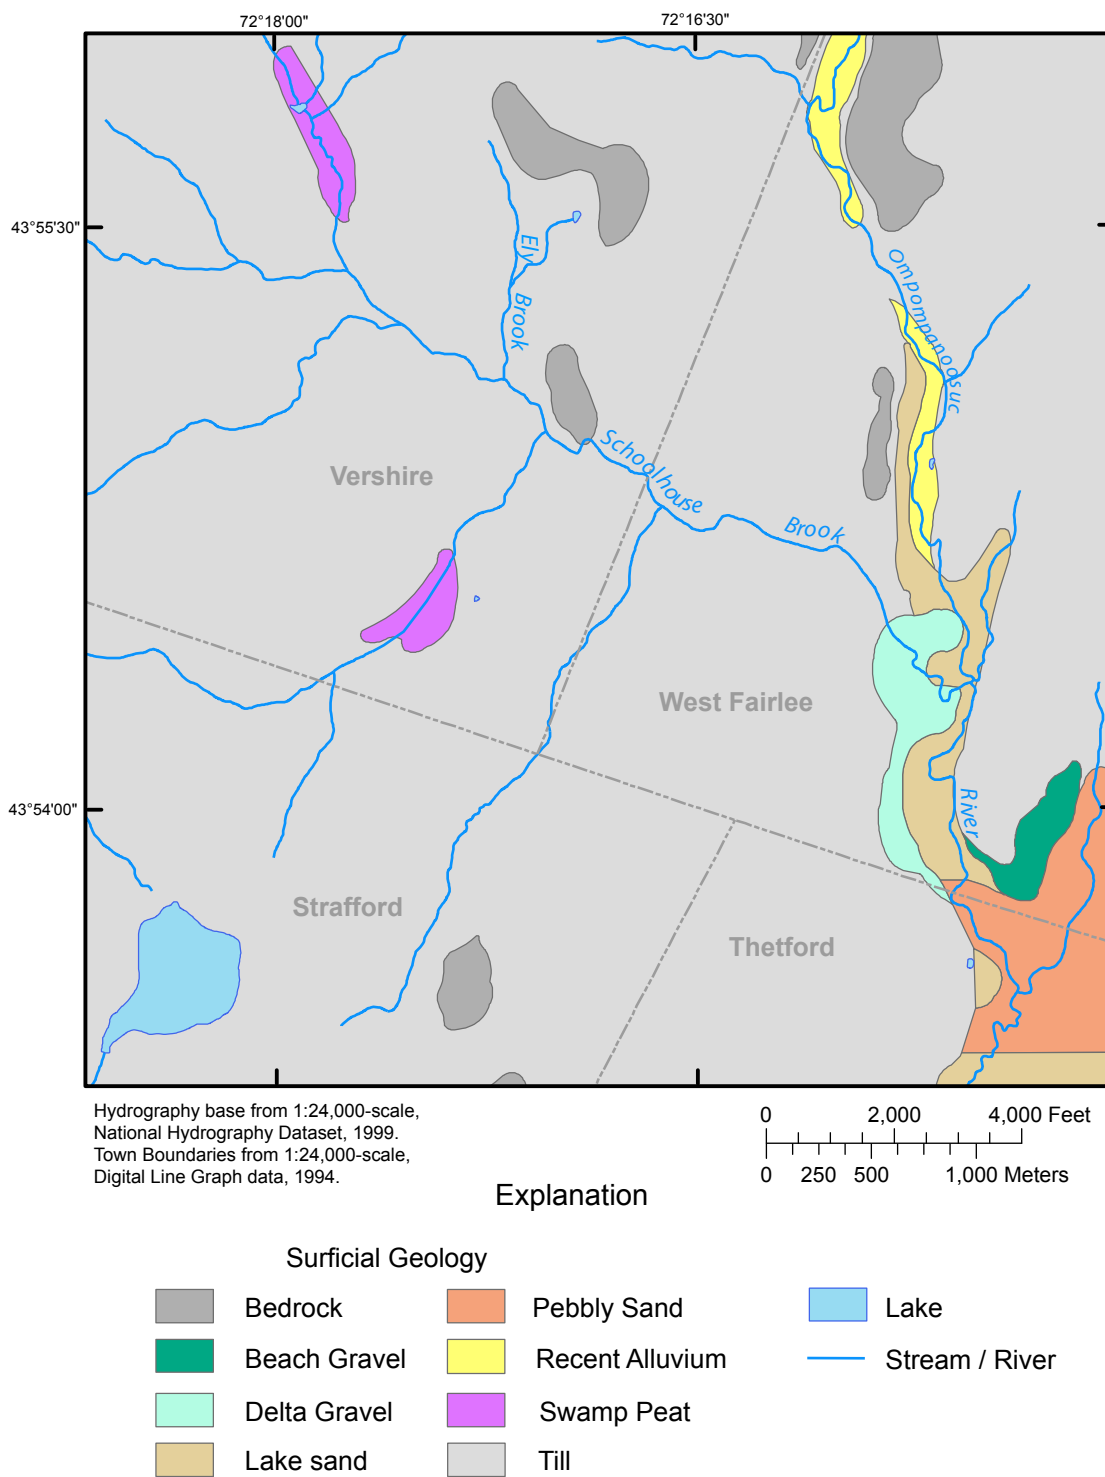 72°18'00"
72°16'30"
43°55'30"
Ely
Brook
Ompompanoosuc
Schoolhouse
Brook
Vershire
West Fairlee
43°54'00"
River
Strafford
Thetford
Hydrography base from 1:24,000-scale,
National Hydrography Dataset, 1999.
Town Boundaries from 1:24,000-scale,
Digital Line Graph data, 1994.
0 2,000 4,000 Feet
0 250 500 1,000 Meters
Explanation
Surficial Geology
Bedrock
Pebbly Sand
Lake
Beach Gravel
Recent Alluvium
Stream / River
Delta Gravel
Swamp Peat
Lake sand
Till